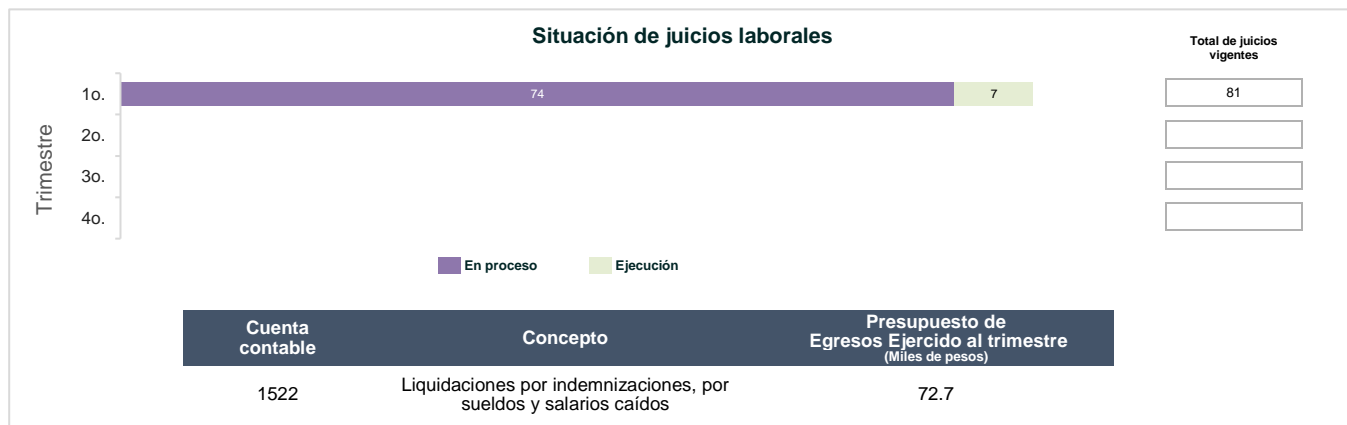 Situación de juicios laborales
Total de juicios
vigentes
Trimestre
1o.
74
7
81
2o.
3o.
4o.
En proceso
Ejecución
Cuenta
contable
Concepto
Presupuesto de
Egresos Ejercido al trimestre
(Miles de pesos)
1522
Liquidaciones por indemnizaciones, por
sueldos y salarios caídos
72.7